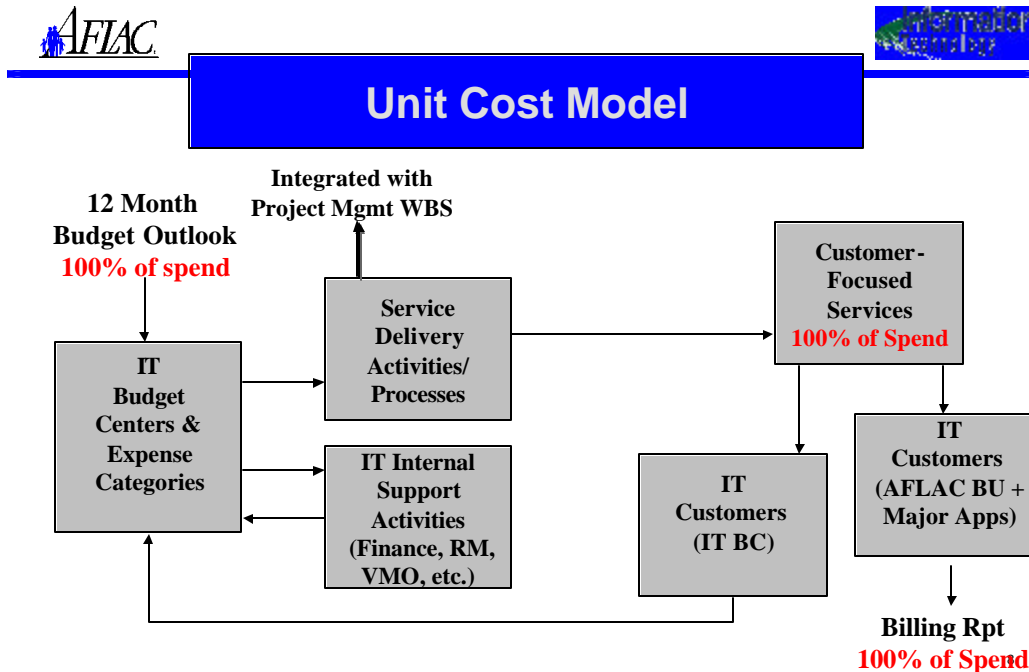 AFLAC
Information
Technology
Unit Cost Model
12 Month
Budget Outlook
100% of spend
Integrated with
Project Mgmt WBS
IT
Budget
Centers &
Expense
Categories
Service
Delivery
Activities/
Processes
IT Internal
Support
Activities
(Finance, RM,
VMO, etc.)
Customer-
Focused
Services
100% of Spend
IT
Customers
(IT BC)
IT
Customers
(AFLAC BU +
Major Apps)
Billing Rpt
100% of Spend